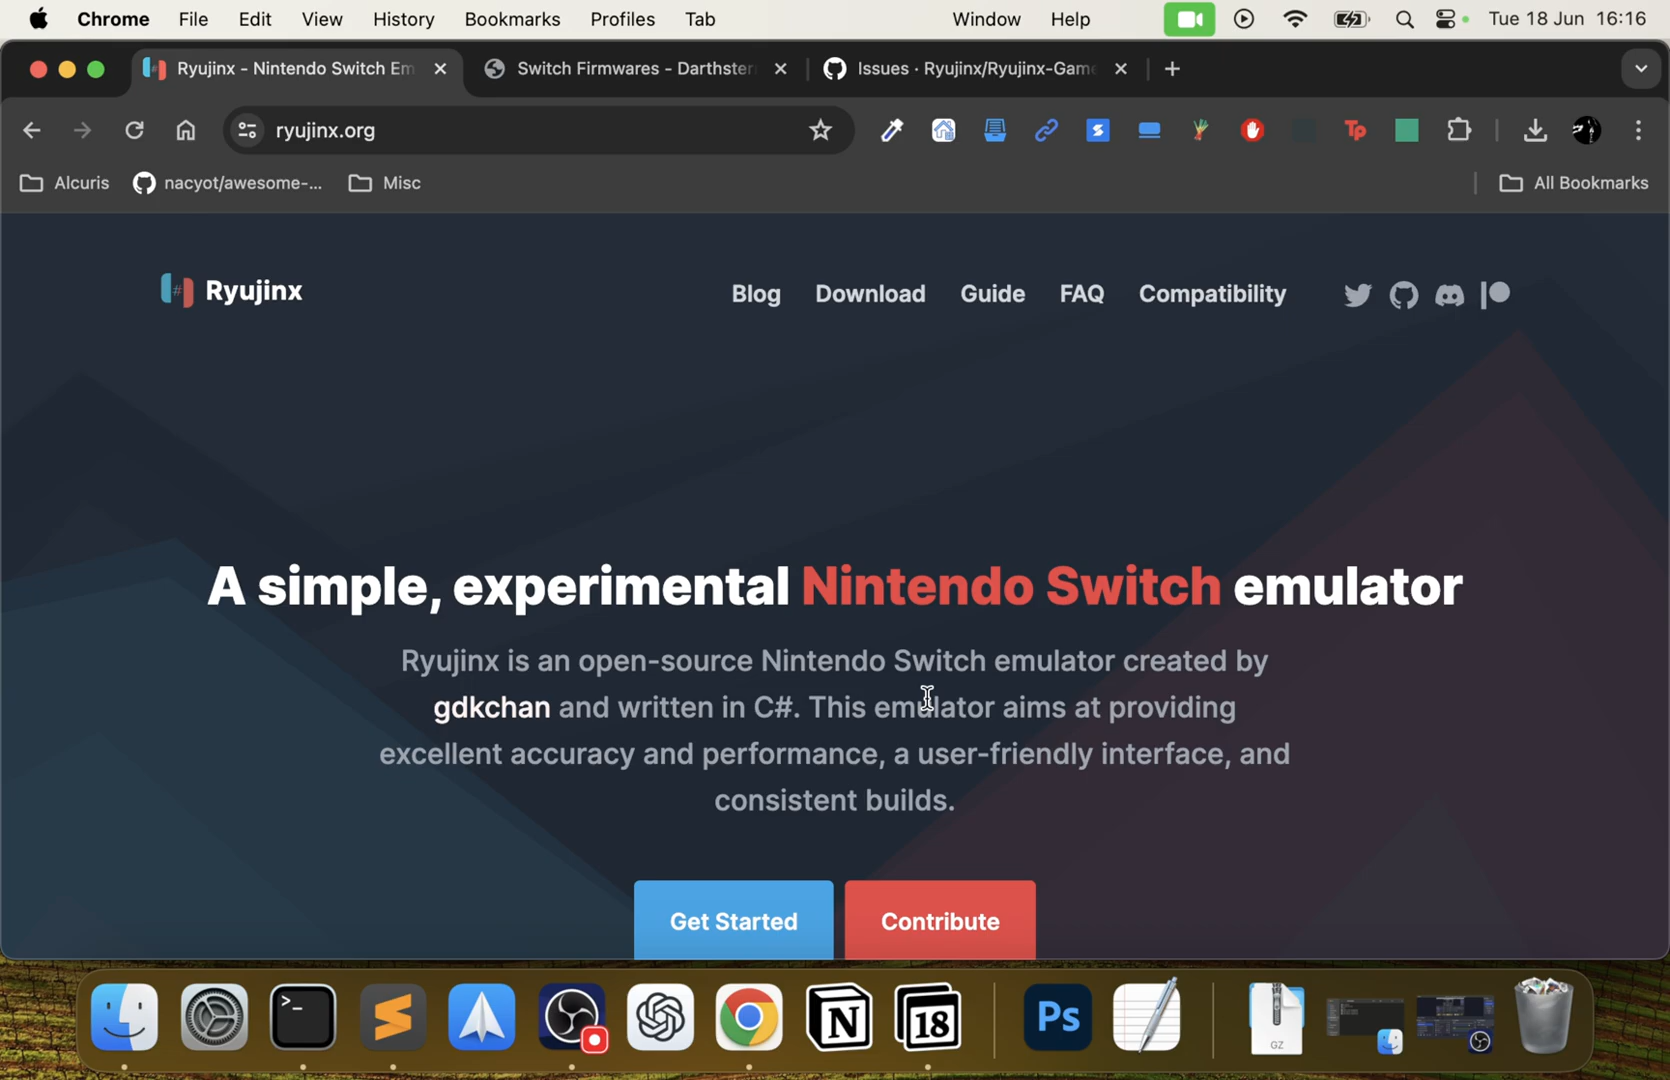 Chrome File Edit View History Bookmarks Profiles Tab Window Help Tue 18 Jun 16:16
Ryujinx - Nintendo Switch Em Switch Firmwares - Darthster Issues · Ryujinx/Ryujinx-Game
ryujinx.org
Alcuris nacyot/awesome-... Misc All Bookmarks
Ryujinx Blog Download Guide FAQ Compatibility
A simple, experimental Nintendo Switch emulator
Ryujinx is an open-source Nintendo Switch emulator created by
gdkchan and written in C#. This emulator aims at providing
excellent accuracy and performance, a user-friendly interface, and
consistent builds.
Get Started Contribute
18 Ps GZ